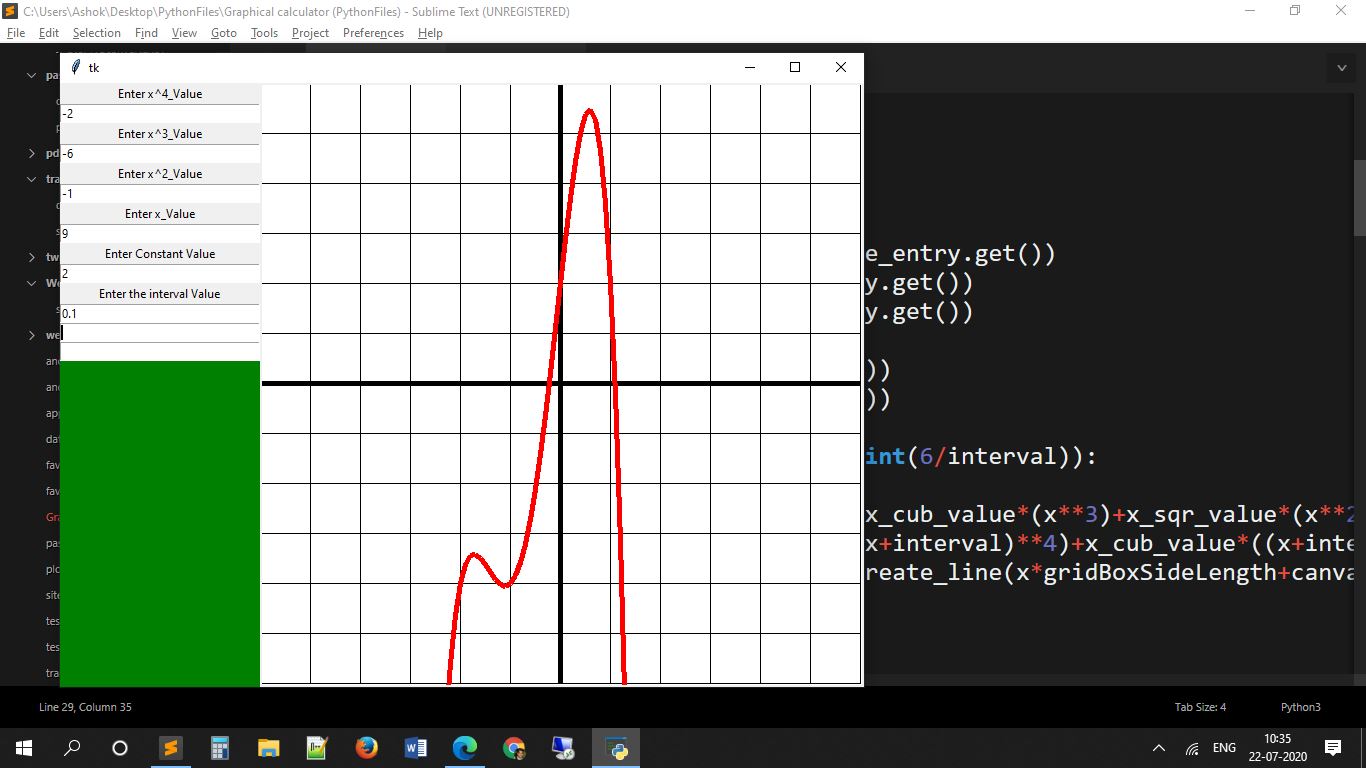 C:\Users\Ashok\Desktop\PythonFiles\Graphical calculator (PythonFiles) - Sublime Text (UNREGISTERED)
File Edit Selection Find View Goto Tools Project Preferences Help
tk
Enter x^4_Value
-2
Enter x^3_Value
-6
Enter x^2_Value
-1
Enter x_Value
9
Enter Constant Value
2
Enter the interval Value
0.1
e_entry.get())
y.get())
y.get())
))
))
int(6/interval)):
x_cub_value*(x**3)+x_sqr_value*(x**2
x+interval)**4)+x_cub_value*((x+inte
reate_line(x*gridBoxSideLength+canva
Line 29, Column 35
Tab Size: 4
Python3
ENG
10:35
22-07-2020